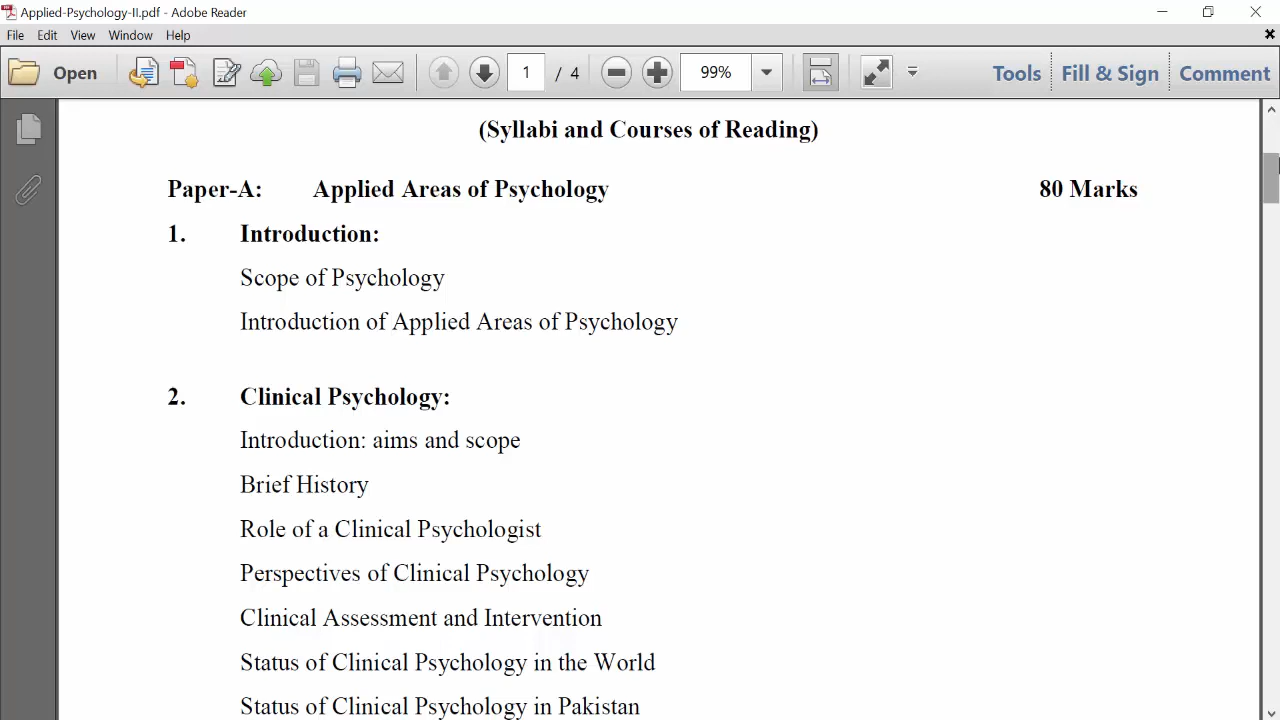 Applied-Psychology-II.pdf - Adobe Reader
File Edit View Window Help
Open 1 / 4 99% Tools Fill & Sign Comment
(Syllabi and Courses of Reading)
Paper-A: Applied Areas of Psychology 80 Marks
1. Introduction:
Scope of Psychology
Introduction of Applied Areas of Psychology
2. Clinical Psychology:
Introduction: aims and scope
Brief History
Role of a Clinical Psychologist
Perspectives of Clinical Psychology
Clinical Assessment and Intervention
Status of Clinical Psychology in the World
Status of Clinical Psychology in Pakistan